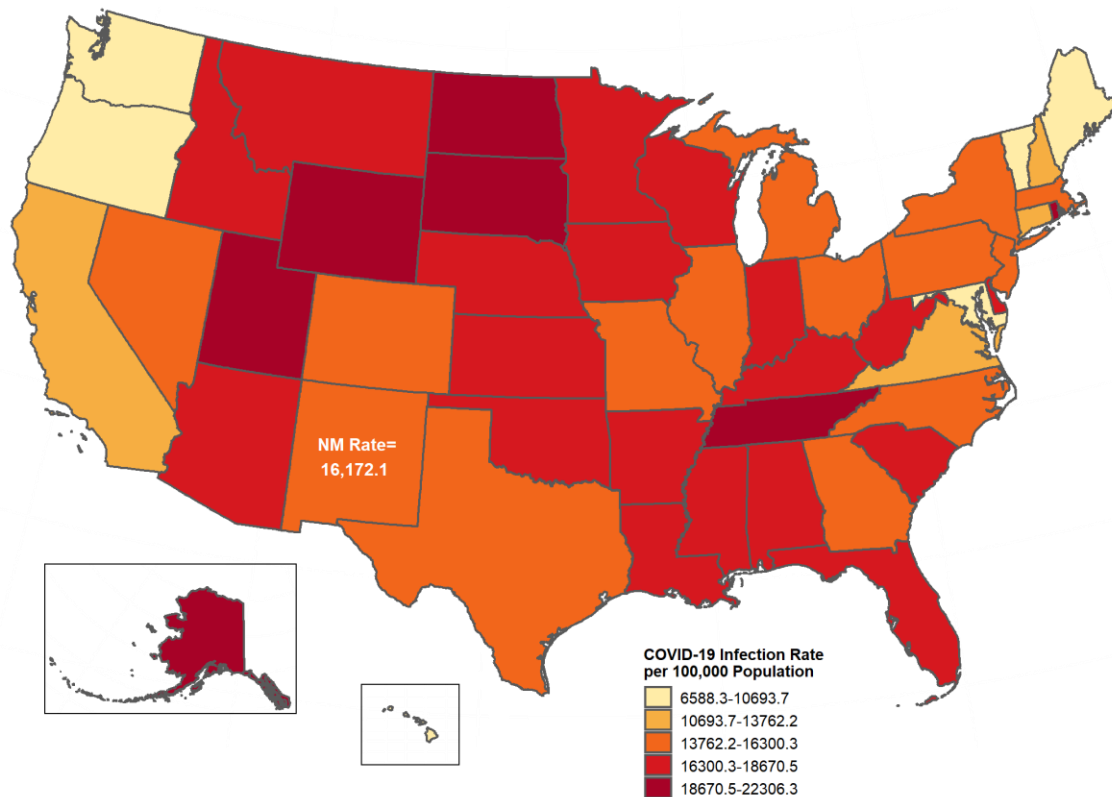 NM Rate=
16,172.1
COVID-19 Infection Rate
per 100,000 Population
6588.3-10693.7
10693.7-13762.2
13762.2-16300.3
16300.3-18670.5
18670.5-22306.3